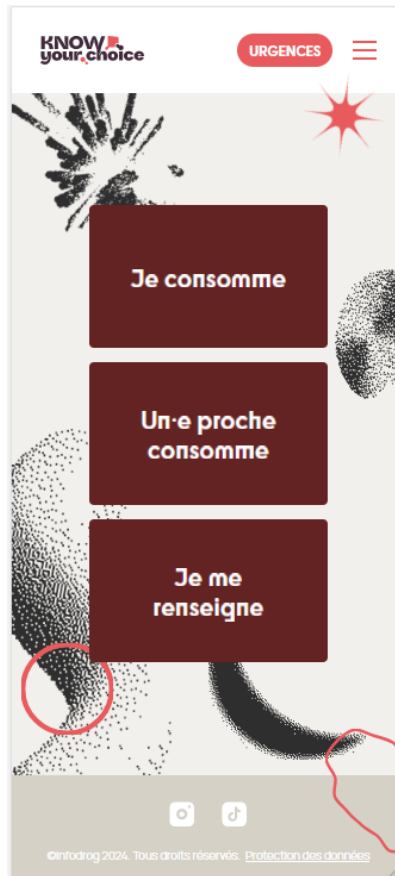 KNOW
your.choice
URGENCES
Je consomme
Un·e proche
consomme
Je me
renseigne
©Infodrog 2024. Tous droits réservés. Protection des données